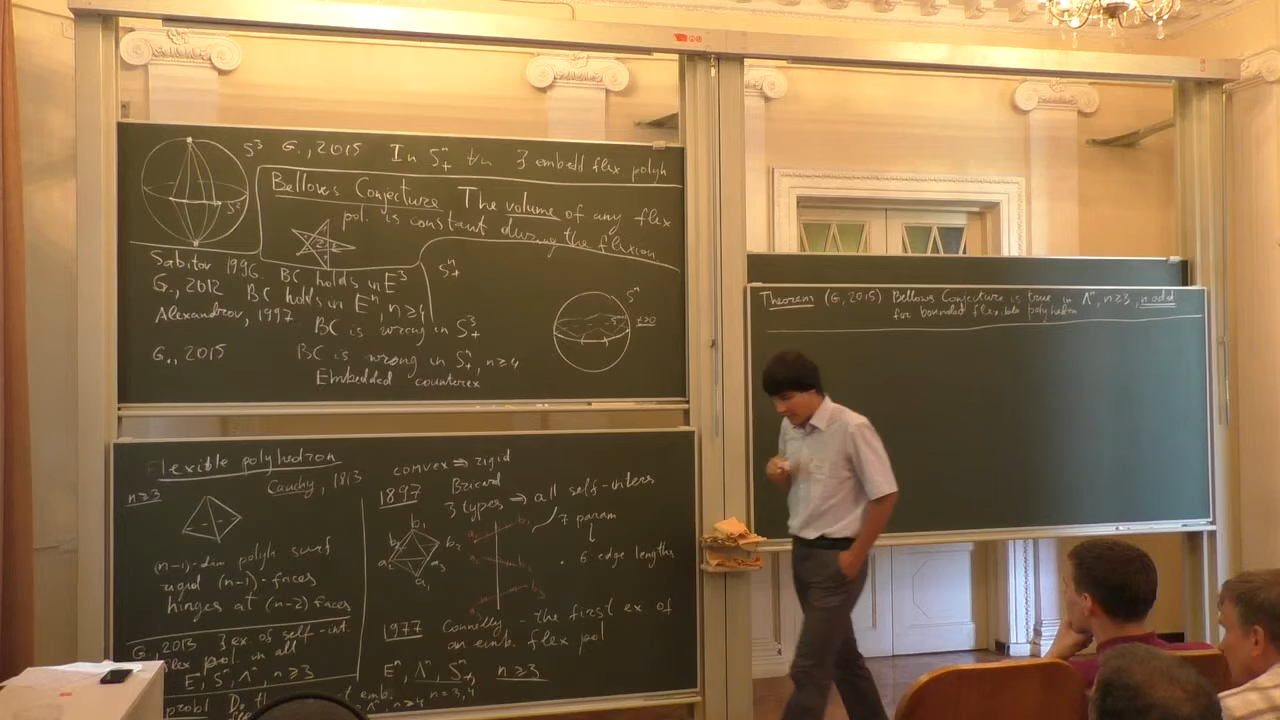 S³ G., 2015 In S₊ⁿ ∀n ∃ embedd flex polyh
S²
Bellows Conjecture The volume of any flex
pol. is constant during the flexion
Sabitov 1996. BC holds in E³
G., 2012 BC holds in Eⁿ, n≥4
Alexandrov, 1997 BC is wrong in S₊³
G., 2015 BC is wrong in S₊ⁿ, n≥4
Embedded counterex
S₊ⁿ
Sⁿ
Flexible polyhedron
n≥3
Cauchy, 1813
(n-1)-dim polyh surf
rigid (n-1)-faces
hinges at (n-2) faces
G., 2013 ∃ ex. of self-int.
flex pol. in all
Eⁿ, Sⁿ, Λⁿ, n≥3
convex ⇒ rigid
1897 Bricard
3 types ⇒ all self-inters
7 param
6 edge lengths
b₁
b₂
a₃
a₁
1977 Connelly - the first ex of
an emb. flex pol
Eⁿ, Λⁿ, S₊ⁿ, n≥3
Theorem (G., 2015) Bellows Conjecture is true in Λⁿ, n≥3, n odd
for bounded flexible polyhedra